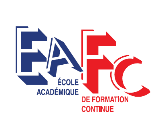 EAFC
ÉCOLE
ACADÉMIQUE
DE FORMATION
CONTINUE